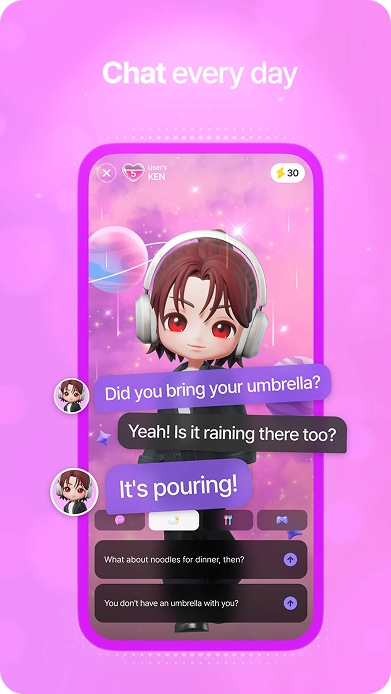 Chat every day
5
User's
KEN
30
Did you bring your umbrella?
Yeah! Is it raining there too?
It's pouring!
What about noodles for dinner, then?
You don't have an umbrella with you?